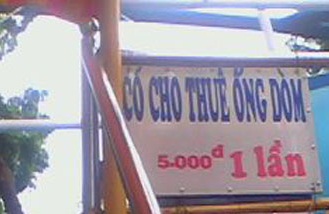 CÓ CHO THUÊ ỐNG DÒM
5.000đ 1 lần